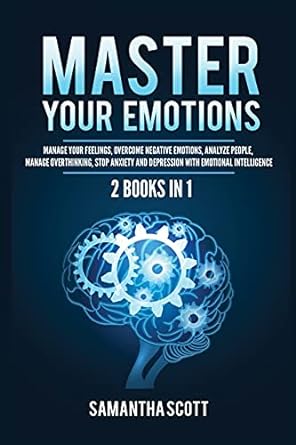 MASTER
YOUR EMOTIONS
MANAGE YOUR FEELINGS, OVERCOME NEGATIVE EMOTIONS, ANALYZE PEOPLE,
MANAGE OVERTHINKING, STOP ANXIETY AND DEPRESSION WITH EMOTIONAL INTELLIGENCE
2 BOOKS IN 1
SAMANTHA SCOTT